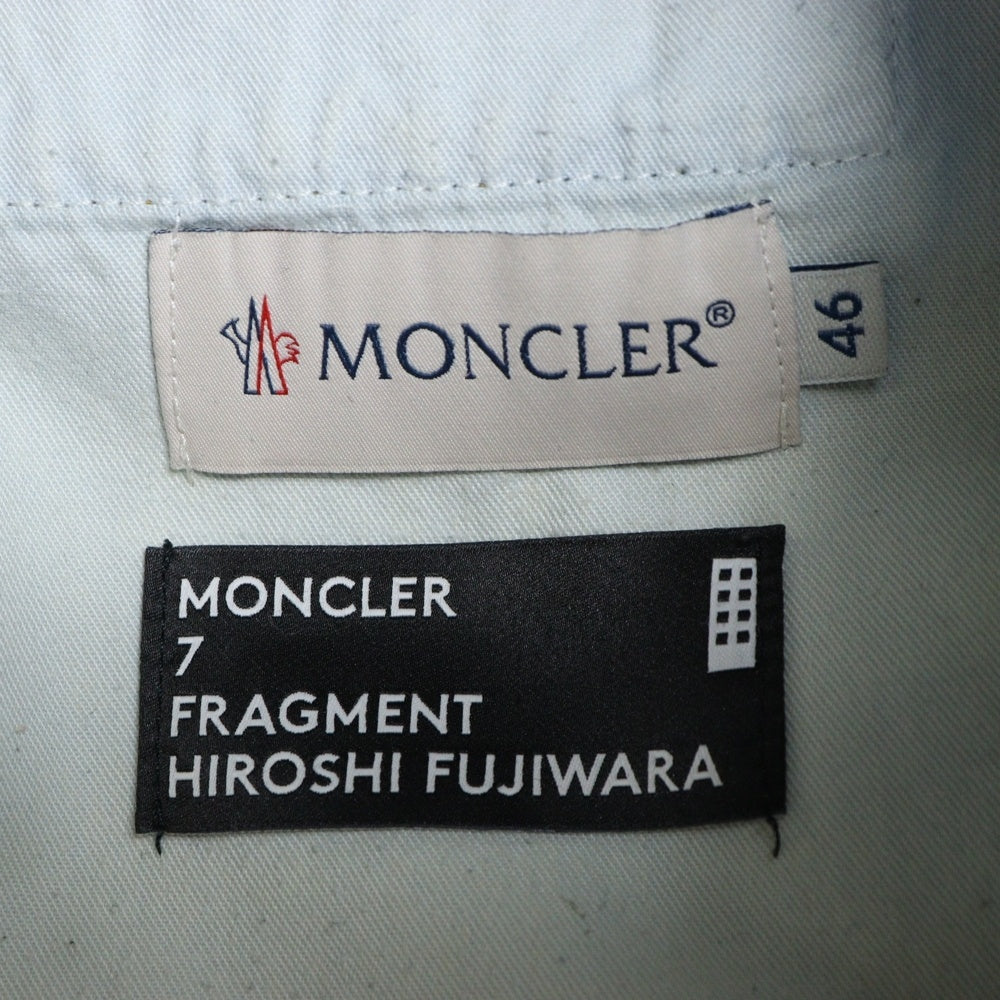 MONCLER®
46
MONCLER
7
FRAGMENT
HIROSHI FUJIWARA